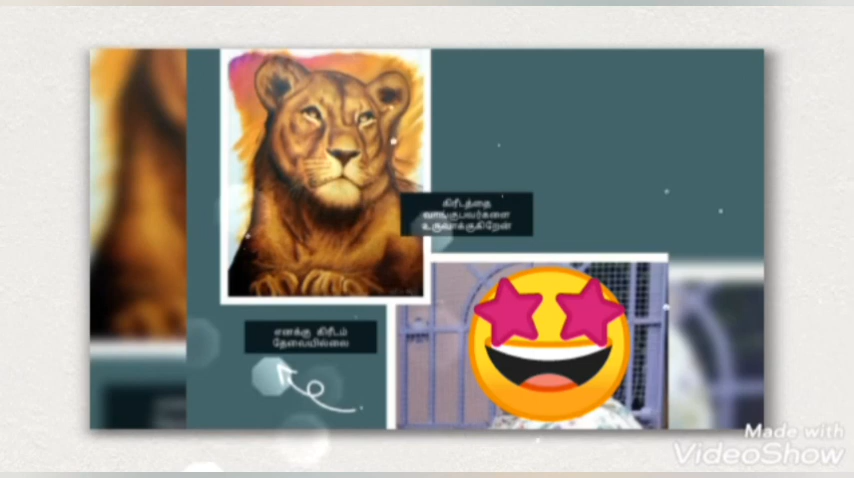 கிரீடத்தை
வாங்குபவர்களை
உருவாக்குகிறேன்
எனக்கு கிரீடம்
தேவையில்லை
Made with
VideoShow